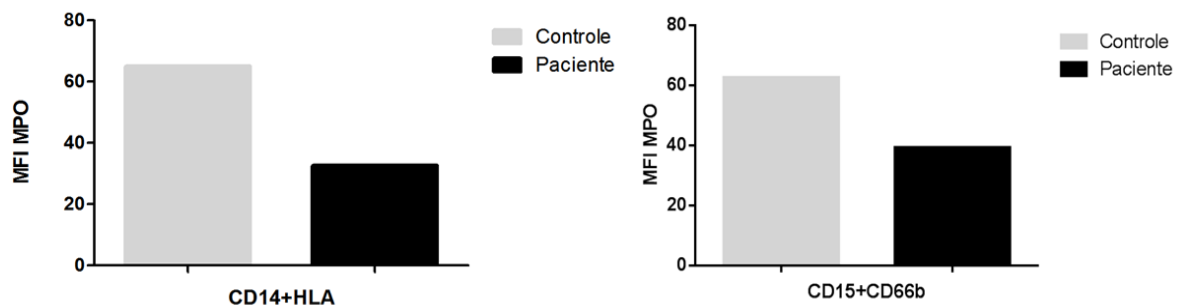 MFI MPO
80
60
40
20
0
CD14+HLA
Controle
Paciente
MFI MPO
80
60
40
20
0
CD15+CD66b
Controle
Paciente